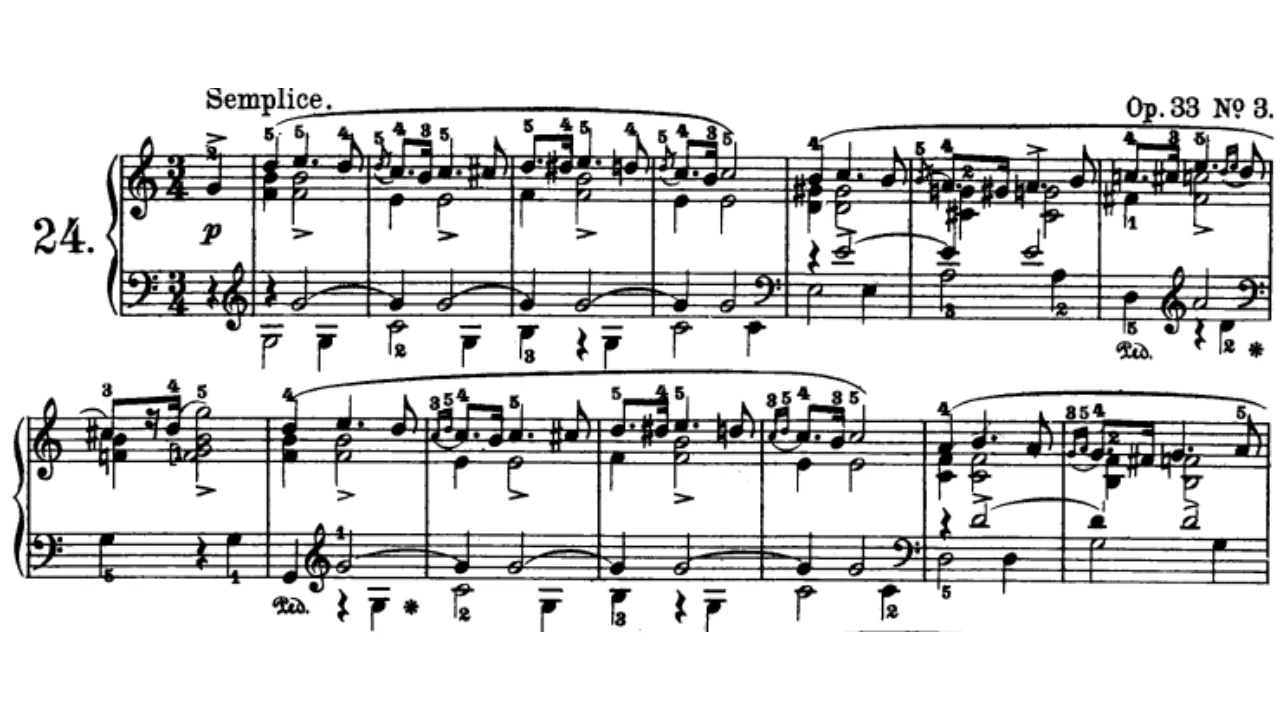 Semplice.
Op. 33 Nº 3.
24.
p
Ped. *
Ped. *